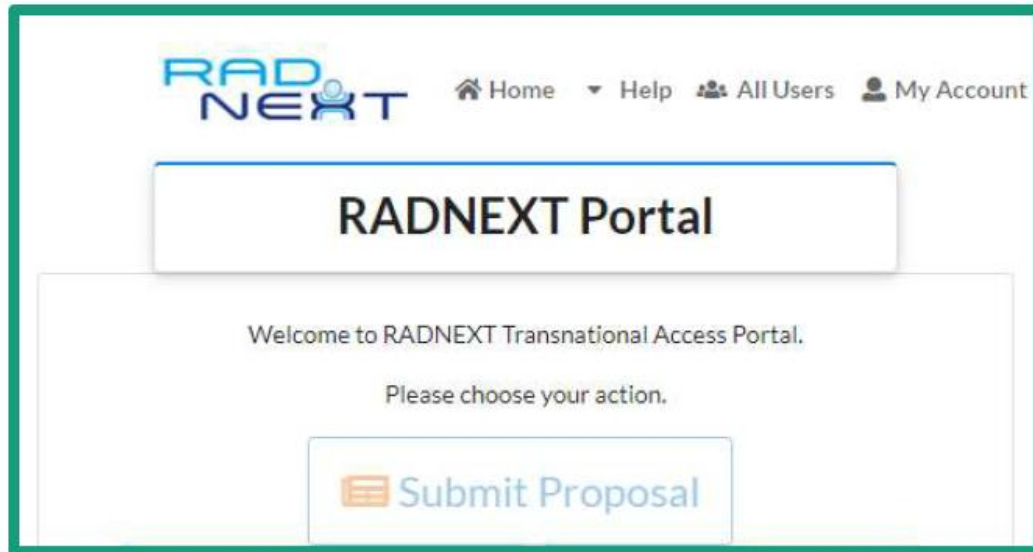 RAD
NEXT
Home Help All Users My Account
RADNEXT Portal
Welcome to RADNEXT Transnational Access Portal.
Please choose your action.
Submit Proposal